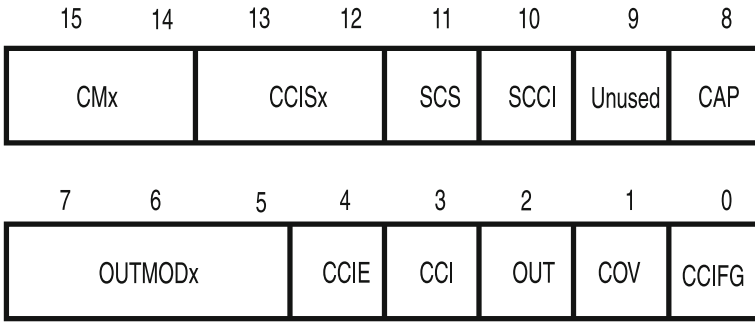 15 14 13 12 11 10 9 8
CMx CCISx SCS SCCI Unused CAP
7 6 5 4 3 2 1 0
OUTMODx CCIE CCI OUT COV CCIFG